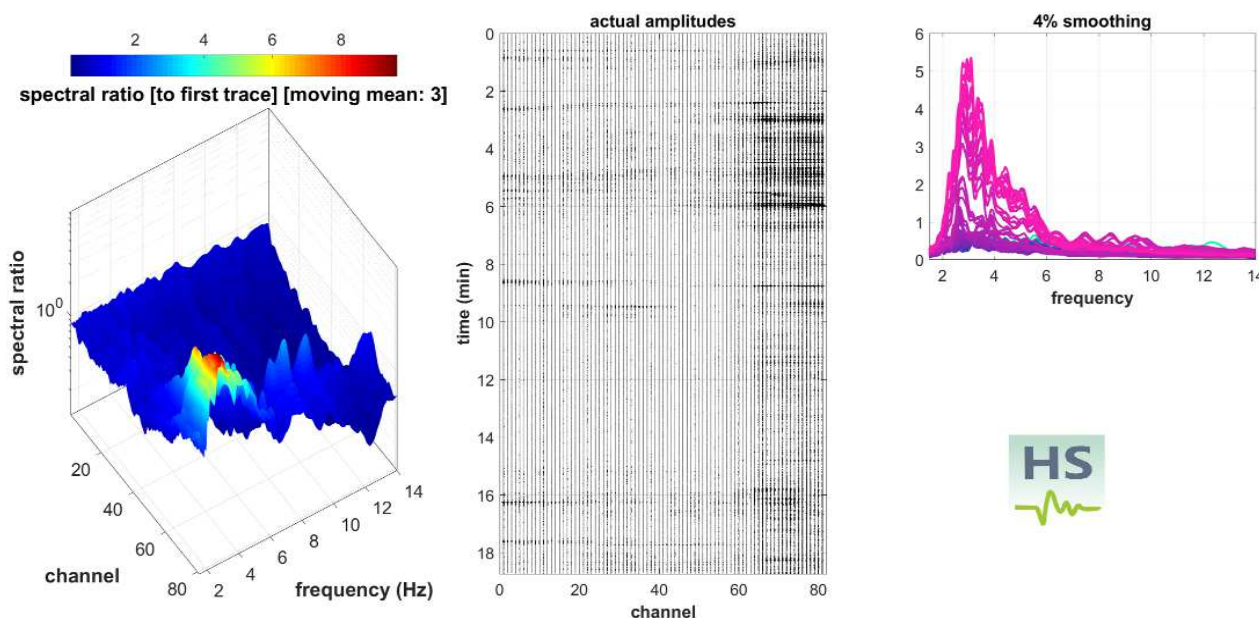 2 4 6 8
spectral ratio [to first trace] [moving mean: 3]
spectral ratio
10^0
20
40
60
80
channel
2 4 6 8 10 12 14
frequency (Hz)
actual amplitudes
0
2
4
6
8
10
12
14
16
18
time (min)
0 20 40 60 80
channel
4% smoothing
6
5
4
3
2
1
0
2 4 6 8 10 12 14
frequency
HS